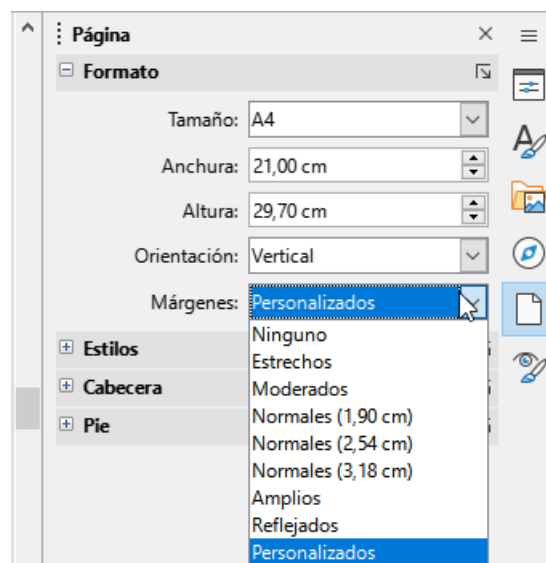 Página
Formato
Tamaño: A4
Anchura: 21,00 cm
Altura: 29,70 cm
Orientación: Vertical
Márgenes: Personalizados
Ninguno
Estilos
Estrechos
Cabecera
Moderados
Pie
Normales (1,90 cm)
Normales (2,54 cm)
Normales (3,18 cm)
Amplios
Reflejados
Personalizados